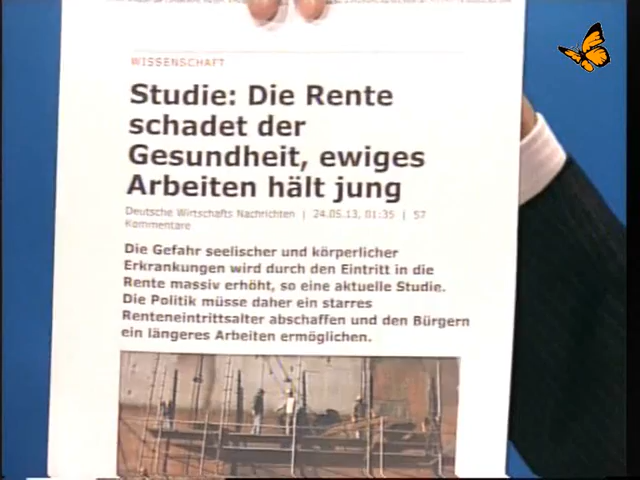 WISSENSCHAFT
Studie: Die Rente
schadet der
Gesundheit, ewiges
Arbeiten hält jung
Deutsche Wirtschafts Nachrichten | 24.05.13, 01:35 | 57
Kommentare
Die Gefahr seelischer und körperlicher
Erkrankungen wird durch den Eintritt in die
Rente massiv erhöht, so eine aktuelle Studie.
Die Politik müsse daher ein starres
Renteneintrittsalter abschaffen und den Bürgern
ein längeres Arbeiten ermöglichen.